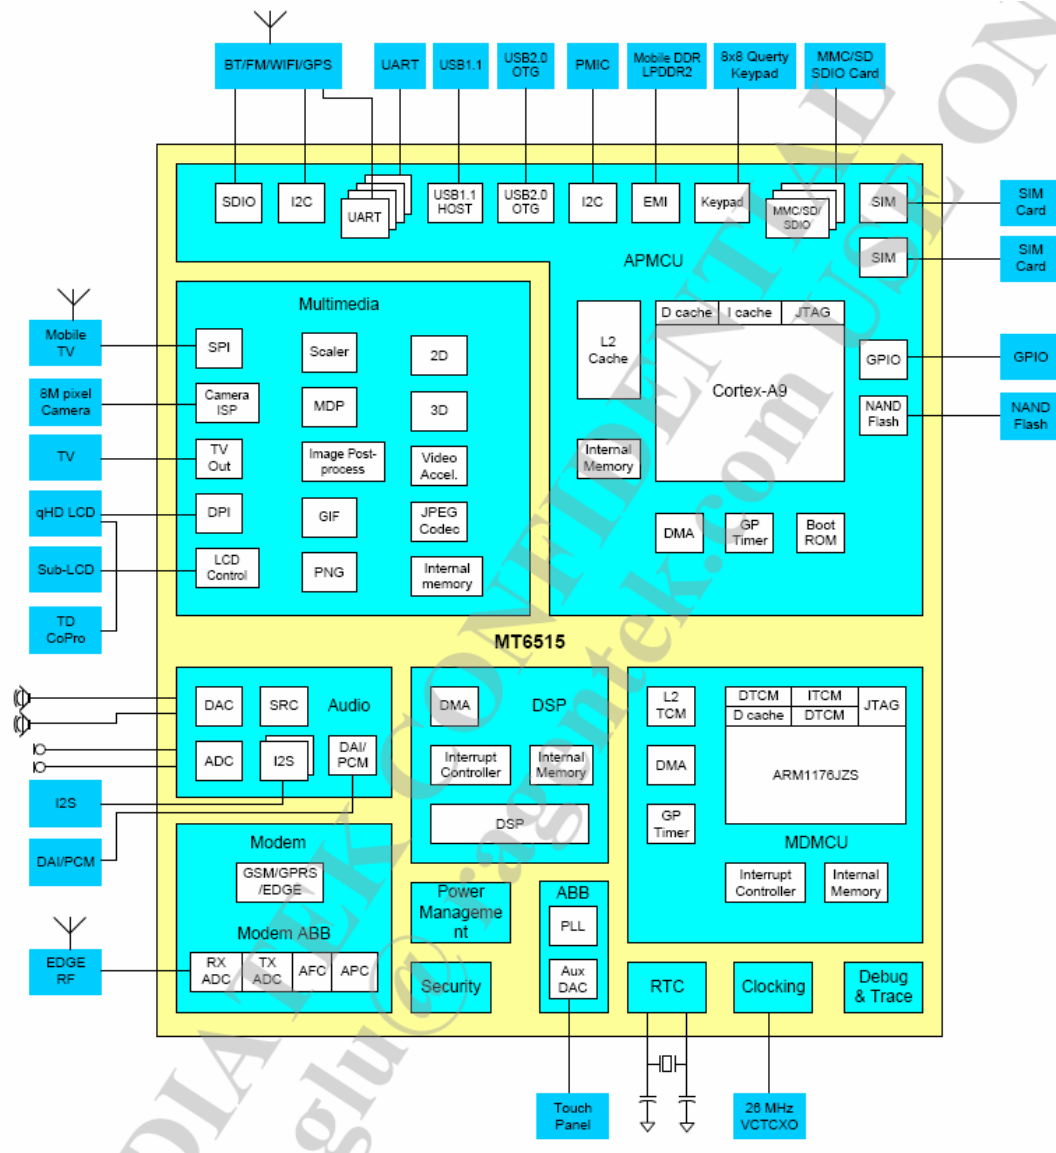 BT/FM/WIFI/GPS
UART
USB1.1
USB2.0
OTG
PMIC
Mobile DDR
LPDDR2
8x8 Querty
Keypad
MMC/SD
SDIO Card
SDIO
I2C
UART
USB1.1
HOST
USB2.0
OTG
I2C
EMI
Keypad
MMC/SD/
SDIO
SIM
SIM
Card
APMCU
SIM
SIM
Card
Multimedia
Mobile
TV
SPI
Scaler
2D
8M pixel
Camera
Camera
ISP
MDP
3D
TV
TV
Out
Image Post-
process
Video
Accel.
qHD LCD
DPI
GIF
JPEG
Codec
Sub-LCD
LCD
Control
PNG
Internal
memory
TD
CoPro
L2
Cache
D cache
I cache
JTAG
Cortex-A9
GPIO
GPIO
NAND
Flash
NAND
Flash
Internal
Memory
DMA
GP
Timer
Boot
ROM
MT6515
DAC
SRC
Audio
ADC
I2S
DAI/
PCM
I2S
DAI/PCM
DMA
DSP
Interrupt
Controller
Internal
Memory
DSP
L2
TCM
DTCM
ITCM
JTAG
D cache
DTCM
DMA
ARM1176JZS
GP
Timer
MDMCU
Interrupt
Controller
Internal
Memory
Modem
GSM/GPRS
/EDGE
Modem ABB
EDGE
RF
RX
ADC
TX
ADC
AFC
APC
Power
Manageme
nt
ABB
PLL
Security
Aux
DAC
RTC
Clocking
Debug
& Trace
Touch
Panel
26 MHz
VCTCXO